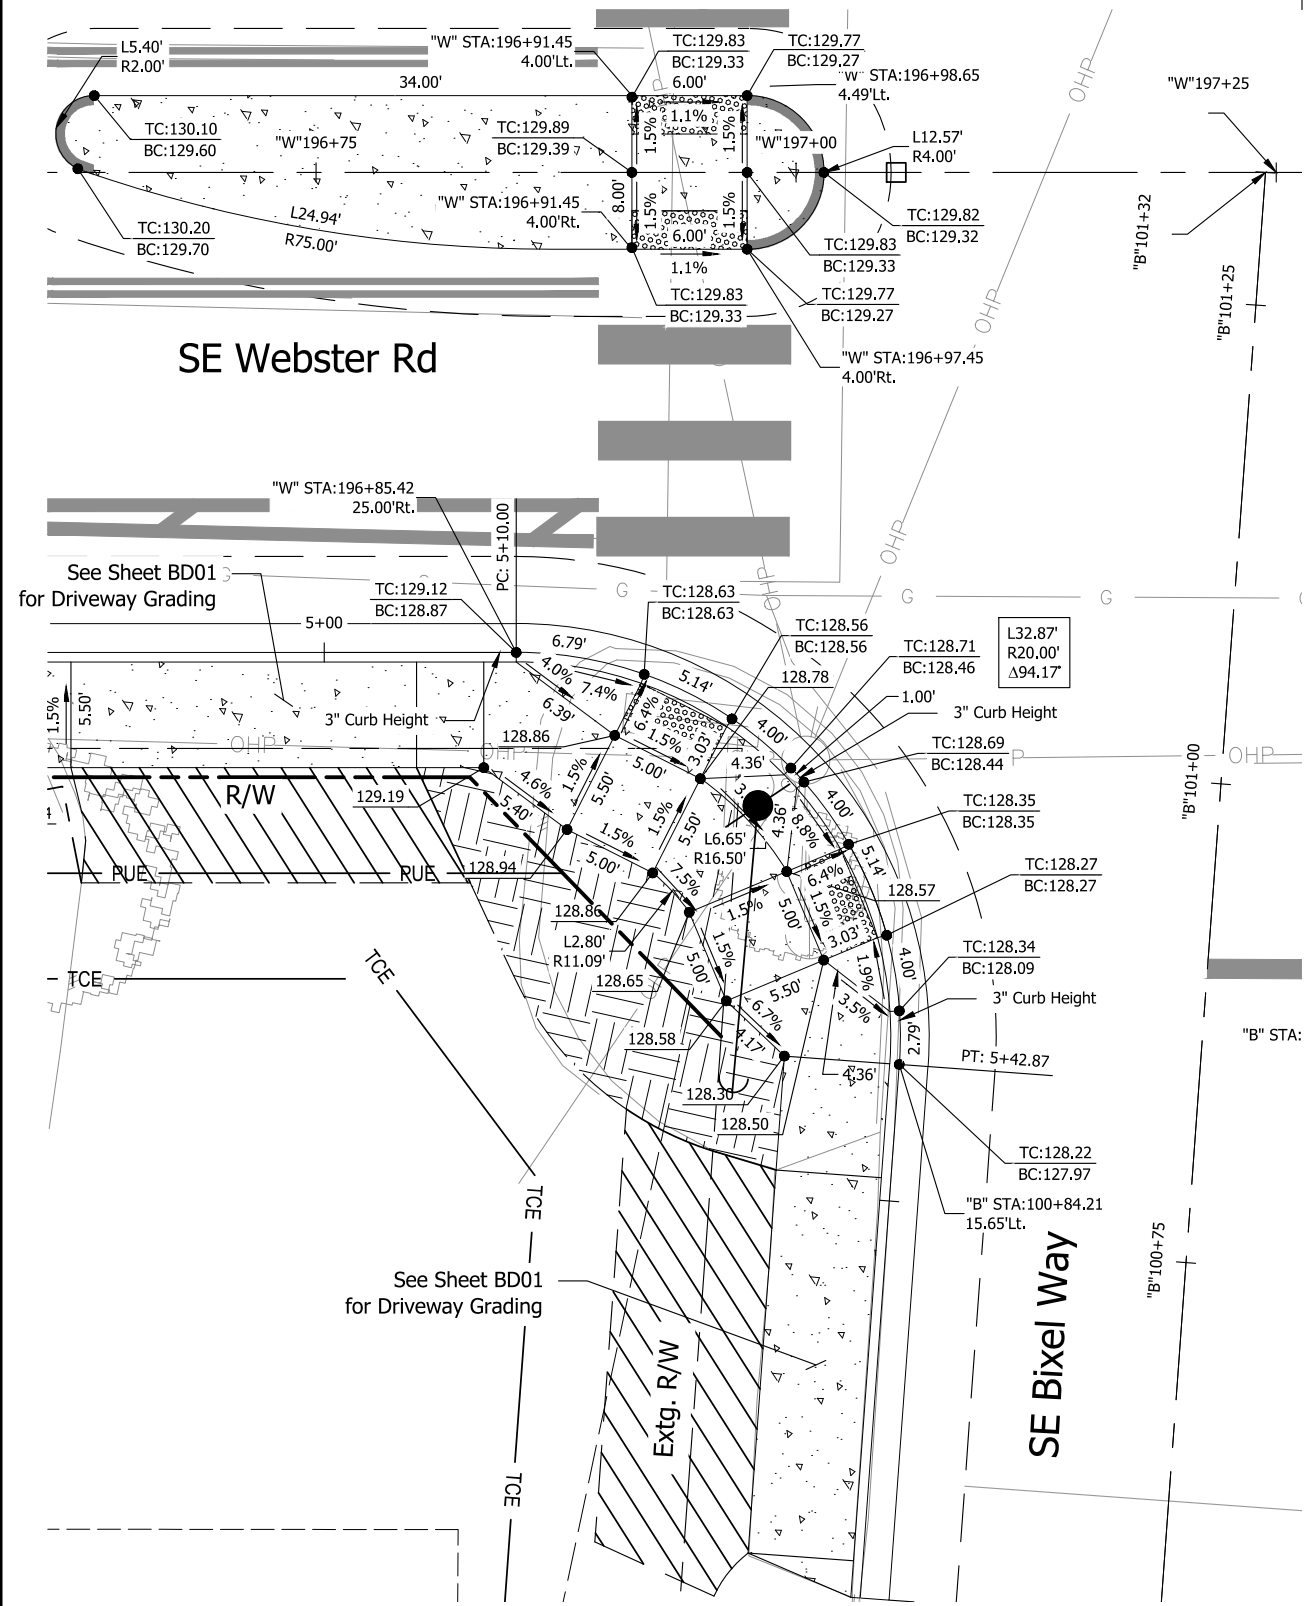 L5.40'
R2.00'
"W" STA:196+91.45
4.00'Lt.
TC:129.83
BC:129.33
TC:129.77
BC:129.27
"W" STA:196+98.65
4.49'Lt.
34.00'
6.00'
OHP
"W"197+25
TC:130.10
BC:129.60
"W"196+75
TC:129.89
BC:129.39
1.1%
1.5%
1.5%
"W"197+00
L12.57'
R4.00'
"W" STA:196+91.45
4.00'Rt.
8.00'
1.5%
1.5%
6.00'
1.1%
TC:130.20
BC:129.70
L24.94'
R75.00'
TC:129.82
BC:129.32
TC:129.83
BC:129.33
TC:129.83
BC:129.33
TC:129.77
BC:129.27
"W" STA:196+97.45
4.00'Rt.
"B"101+32
"B"101+25
OHP
SE Webster Rd
"W" STA:196+85.42
25.00'Rt.
PC: 5+10.00
OHP
OHP
See Sheet BD01
for Driveway Grading
G
TC:129.12
BC:128.87
G
G
G
TC:128.63
BC:128.63
TC:128.56
BC:128.56
TC:128.71
BC:128.46
L32.87'
R20.00'
Δ94.17°
5+00
6.79'
5.14'
128.78
1.00'
3" Curb Height
4.0%
7.4%
6.39'
6.4%
1.5%
3.03'
4.00'
4.36'
3" Curb Height
128.86
5.00'
TC:128.69
BC:128.44
P
OHP
1.5%
5.50'
OHP
OHP
R/W
129.19
4.6%
5.40'
1.5%
5.50'
1.5%
5.50'
4.36'
8.8%
4.00'
TC:128.35
BC:128.35
"B"101+00
L6.65'
R16.50'
1.5%
5.00'
7.5%
6.4%
5.14'
TC:128.27
BC:128.27
PUE
PUE
128.94
128.86
128.57
1.5%
5.00'
1.5%
3.03'
L2.80'
R11.09'
128.65
1.5%
5.00'
5.50'
1.9%
4.00'
TC:128.34
BC:128.09
3" Curb Height
3.5%
TCE
TCE
6.7%
4.17'
128.58
4.36'
2.79'
PT: 5+42.87
"B" STA:
128.30
128.50
TC:128.22
BC:127.97
"B" STA:100+84.21
15.65'Lt.
TCE
"B"100+75
See Sheet BD01
for Driveway Grading
Extg. R/W
SE Bixel Way
TCE